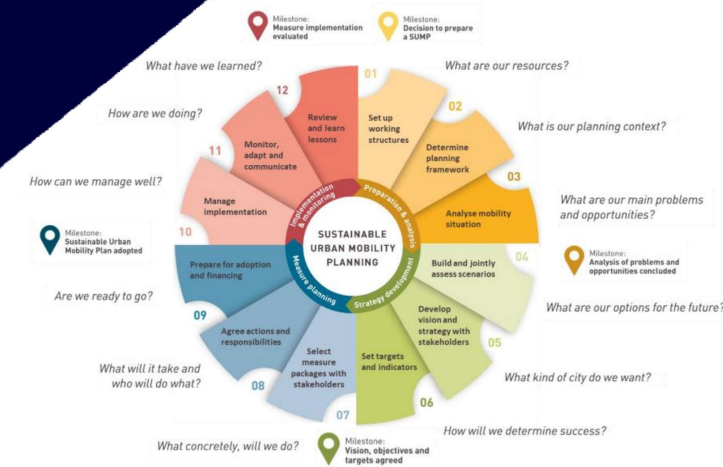 Milestone:
Measure implementation
evaluated
Milestone:
Decision to prepare
a SUMP
What have we learned?
What are our resources?
12
01
Review
and learn
lessons
Set up
working
structures
How are we doing?
02
What is our planning context?
11
Monitor,
adapt and
communicate
Determine
planning
framework
03
How can we manage well?
What are our main problems
and opportunities?
Manage
implementation
Analyse mobility
situation
10
Implementation
& monitoring
Preparation & analysis
SUSTAINABLE
URBAN MOBILITY
PLANNING
Measure planning
Strategy development
Milestone:
Sustainable Urban
Mobility Plan adopted
Milestone:
Analysis of problems and
opportunities concluded
04
Prepare for adoption
and financing
Build and jointly
assess scenarios
Are we ready to go?
What are our options for the future?
09
Agree actions and
responsibilities
Develop
vision and
strategy with
stakeholders
05
What will it take and
who will do what?
08
Select
measure
packages with
stakeholders
Set targets
and indicators
What kind of city do we want?
07
06
What concretely, will we do?
How will we determine success?
Milestone:
Vision, objectives and
targets agreed